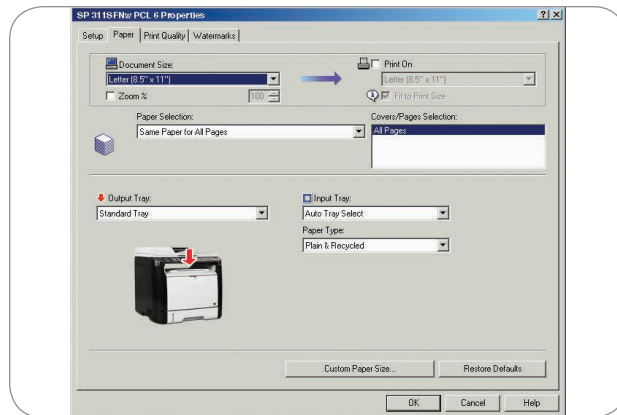 SP 311SFNw PCL 6 Properties
Setup Paper Print Quality Watermarks
Document Size:
Letter (8.5" x 11")
Zoom %
100
Print On
Letter (8.5" x 11")
Fit to Print Size
Paper Selection:
Same Paper for All Pages
Covers/Pages Selection:
All Pages
Output Tray:
Standard Tray
Input Tray:
Auto Tray Select
Paper Type:
Plain & Recycled
Custom Paper Size...
Restore Defaults
OK
Cancel
Help